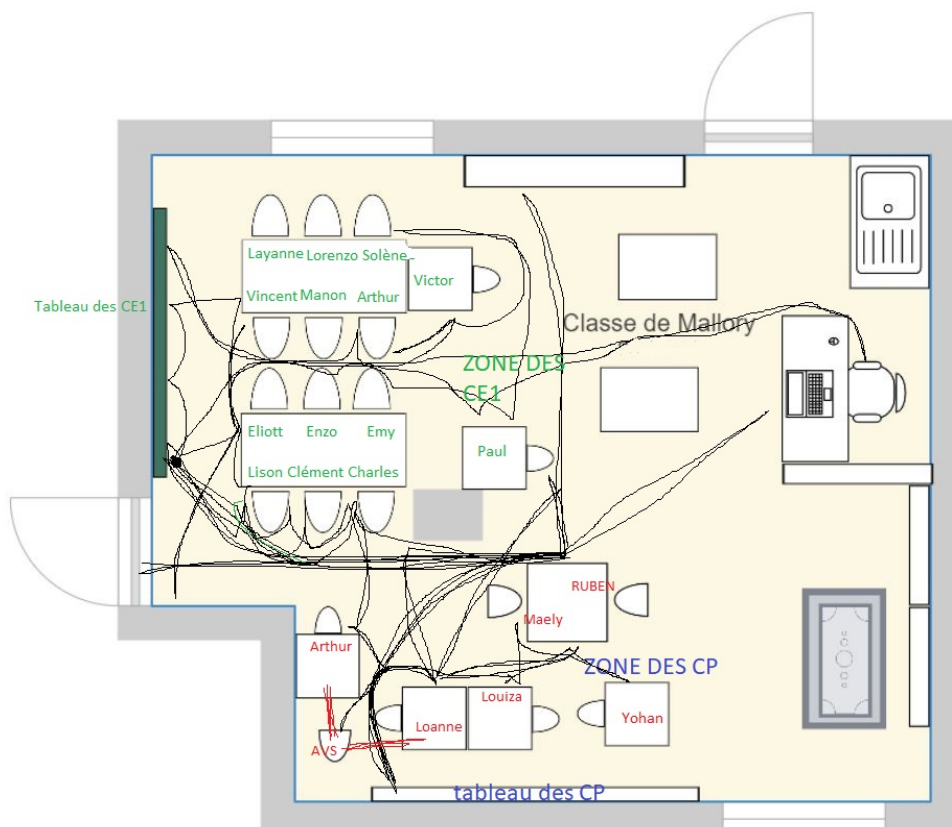 Layanne Lorenzo Solène
Victor
Vincent Manon Arthur
Tableau des CE1
Classe de Mallory
ZONE DES
CE1
Eliott Enzo Emy
Paul
Lison Clément Charles
RUBEN
Maely
Arthur
ZONE DES CP
Louiza
Loanne
Yohan
AVS
tableau des CP